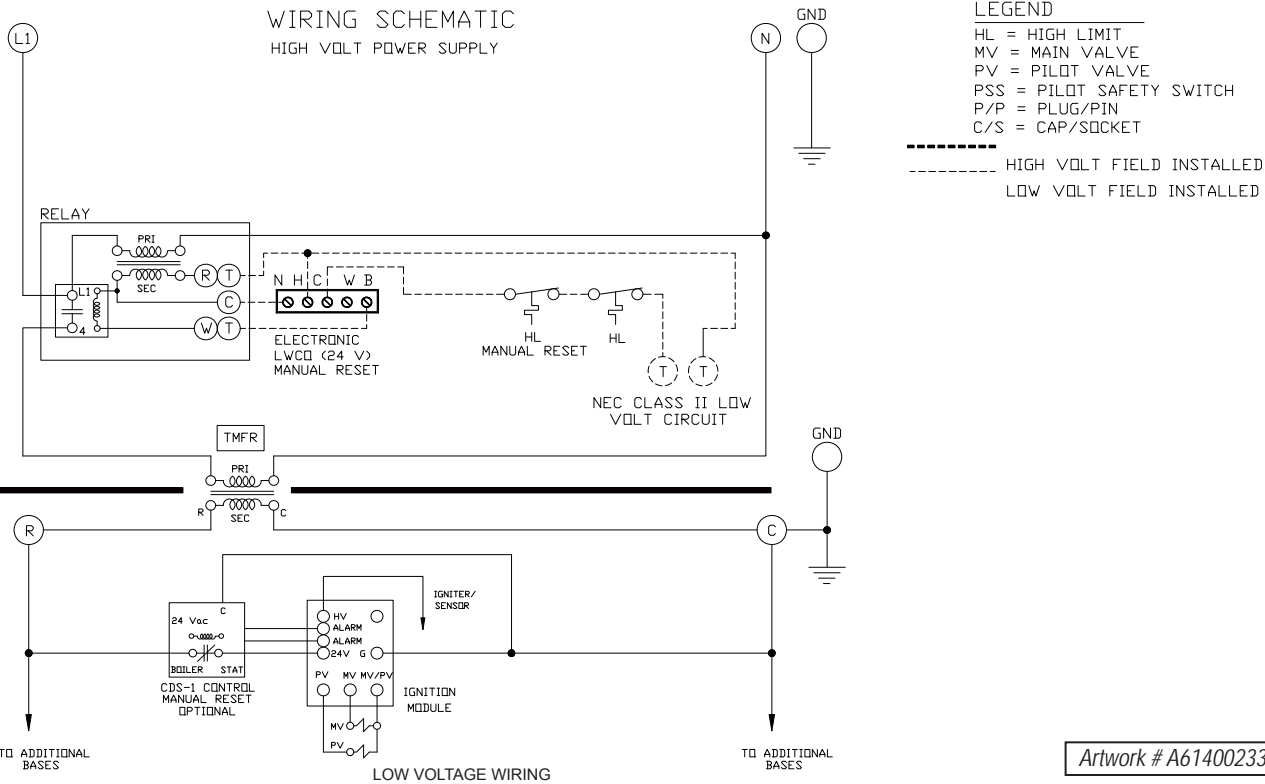 WIRING SCHEMATIC
HIGH VOLT POWER SUPPLY
L1
N
GND
LEGEND
HL = HIGH LIMIT
MV = MAIN VALVE
PV = PILOT VALVE
PSS = PILOT SAFETY SWITCH
P/P = PLUG/PIN
C/S = CAP/SOCKET
HIGH VOLT FIELD INSTALLED
LOW VOLT FIELD INSTALLED
RELAY
PRI
SEC
R T
C
W T
L1
4
N H C W B
ELECTRONIC
LWCO (24 V)
MANUAL RESET
HL
MANUAL RESET
HL
T T
NEC CLASS II LOW
VOLT CIRCUIT
TMFR
PRI
R SEC C
GND
R
C
C
24 Vac
BOILER STAT
CDS-1 CONTROL
MANUAL RESET
OPTIONAL
HV
ALARM
ALARM
24V G
PV MV MV/PV
IGNITER/
SENSOR
IGNITION
MODULE
MV
PV
TO ADDITIONAL
BASES
TO ADDITIONAL
BASES
LOW VOLTAGE WIRING
Artwork # A61400233